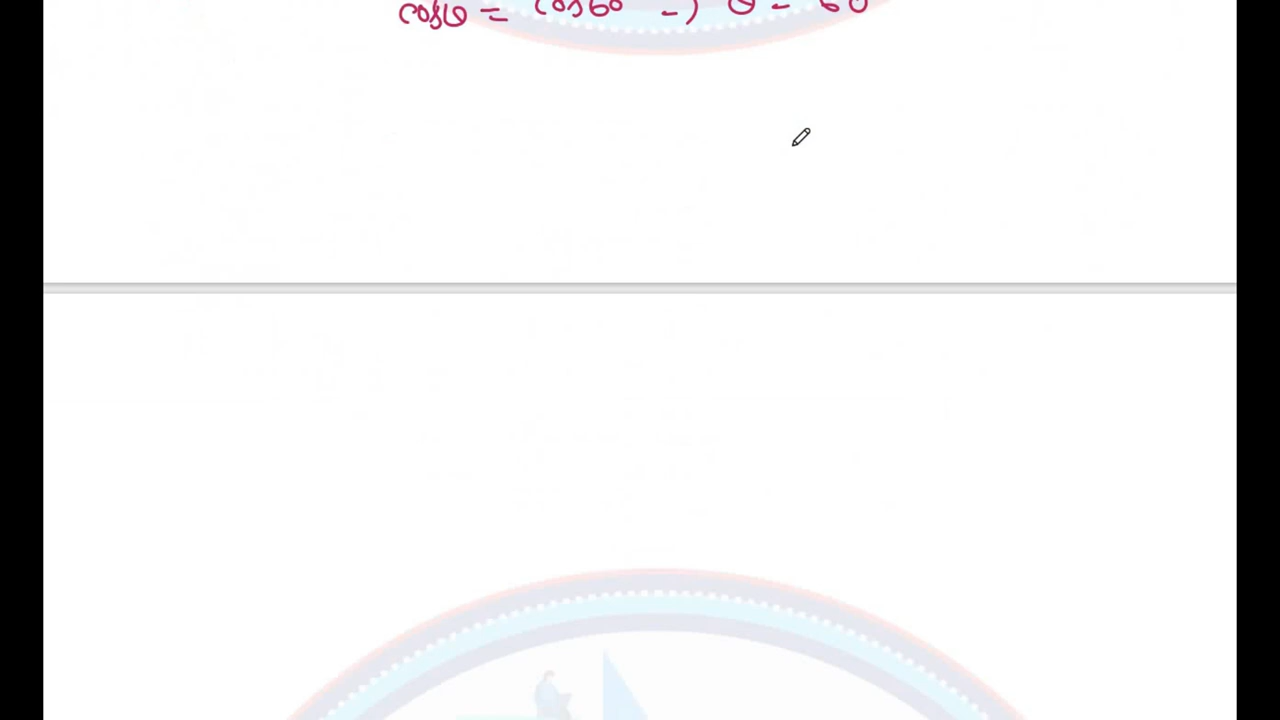 cosθ = cos60 → θ = 60